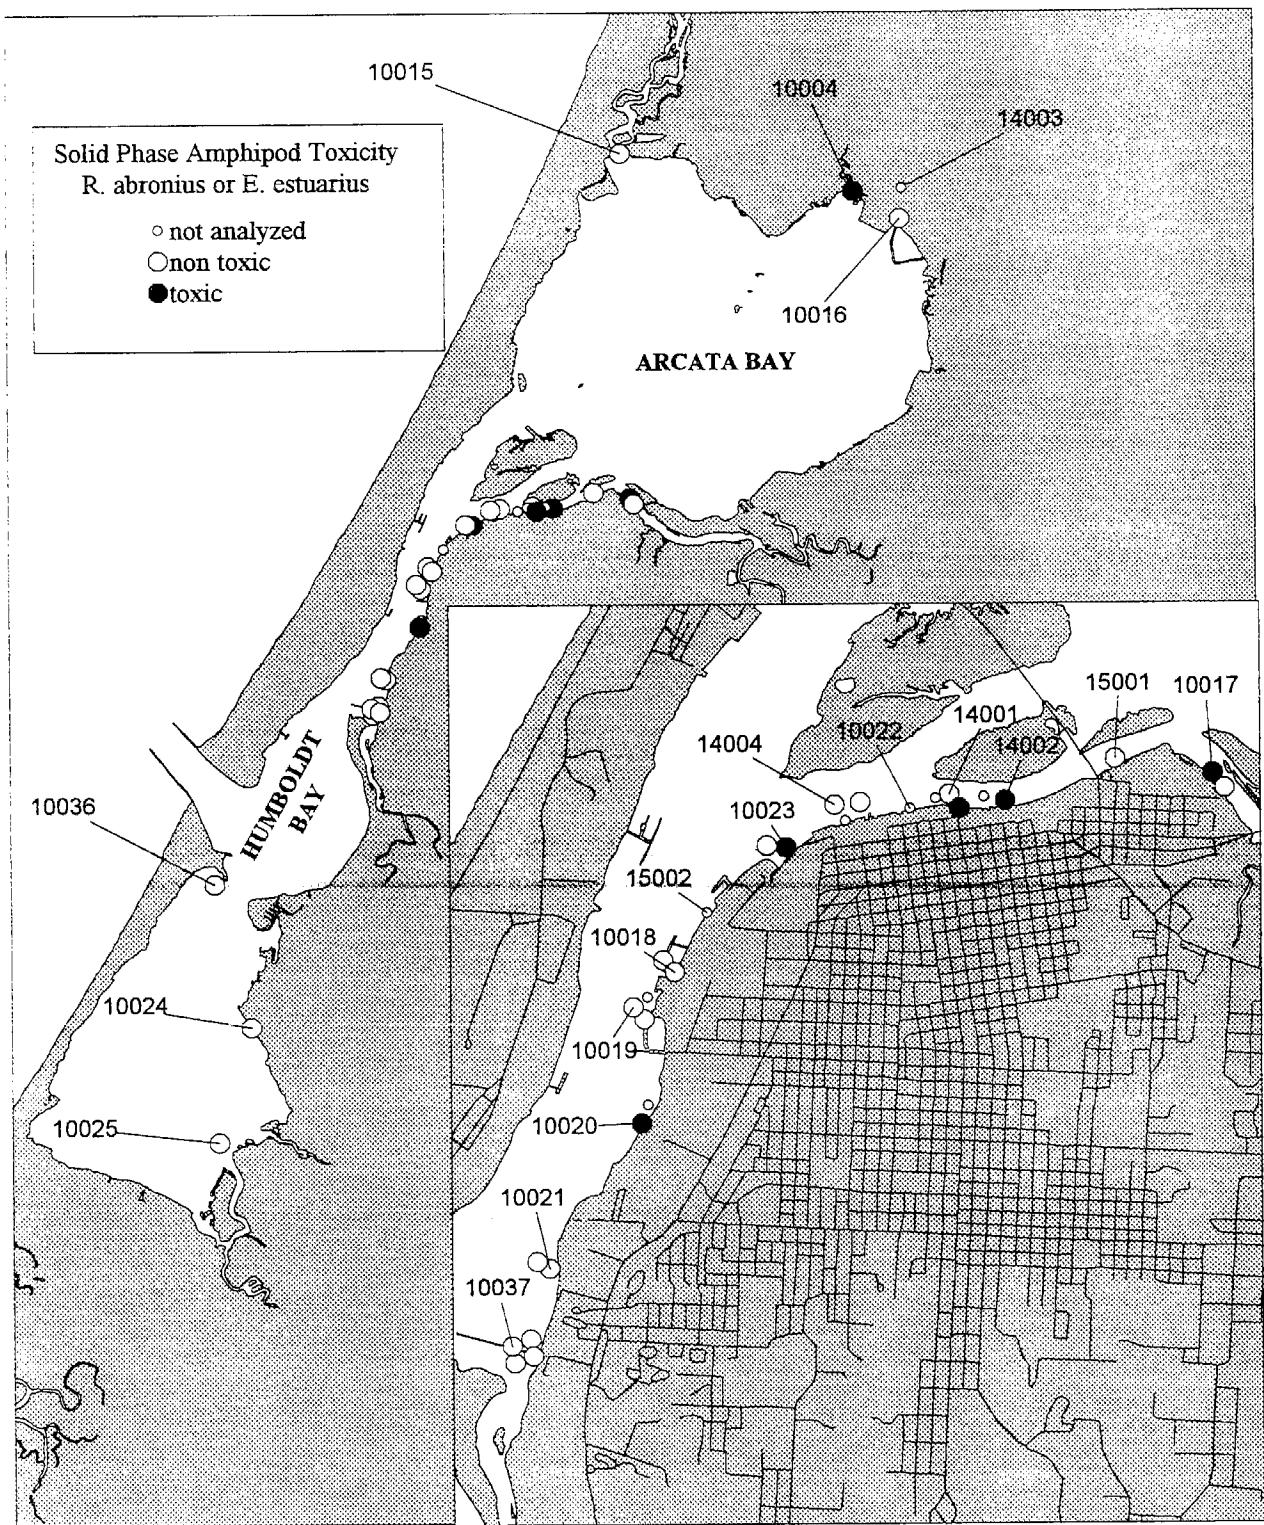 10015
10004
14003
Solid Phase Amphipod Toxicity
R. abronius or E. estuarius
not analyzed
non toxic
toxic
10016
ARCATA BAY
HUMBOLDT
BAY
10036
10024
10025
15001
10017
14001
10022
14002
14004
10023
15002
10018
10019
10020
10021
10037